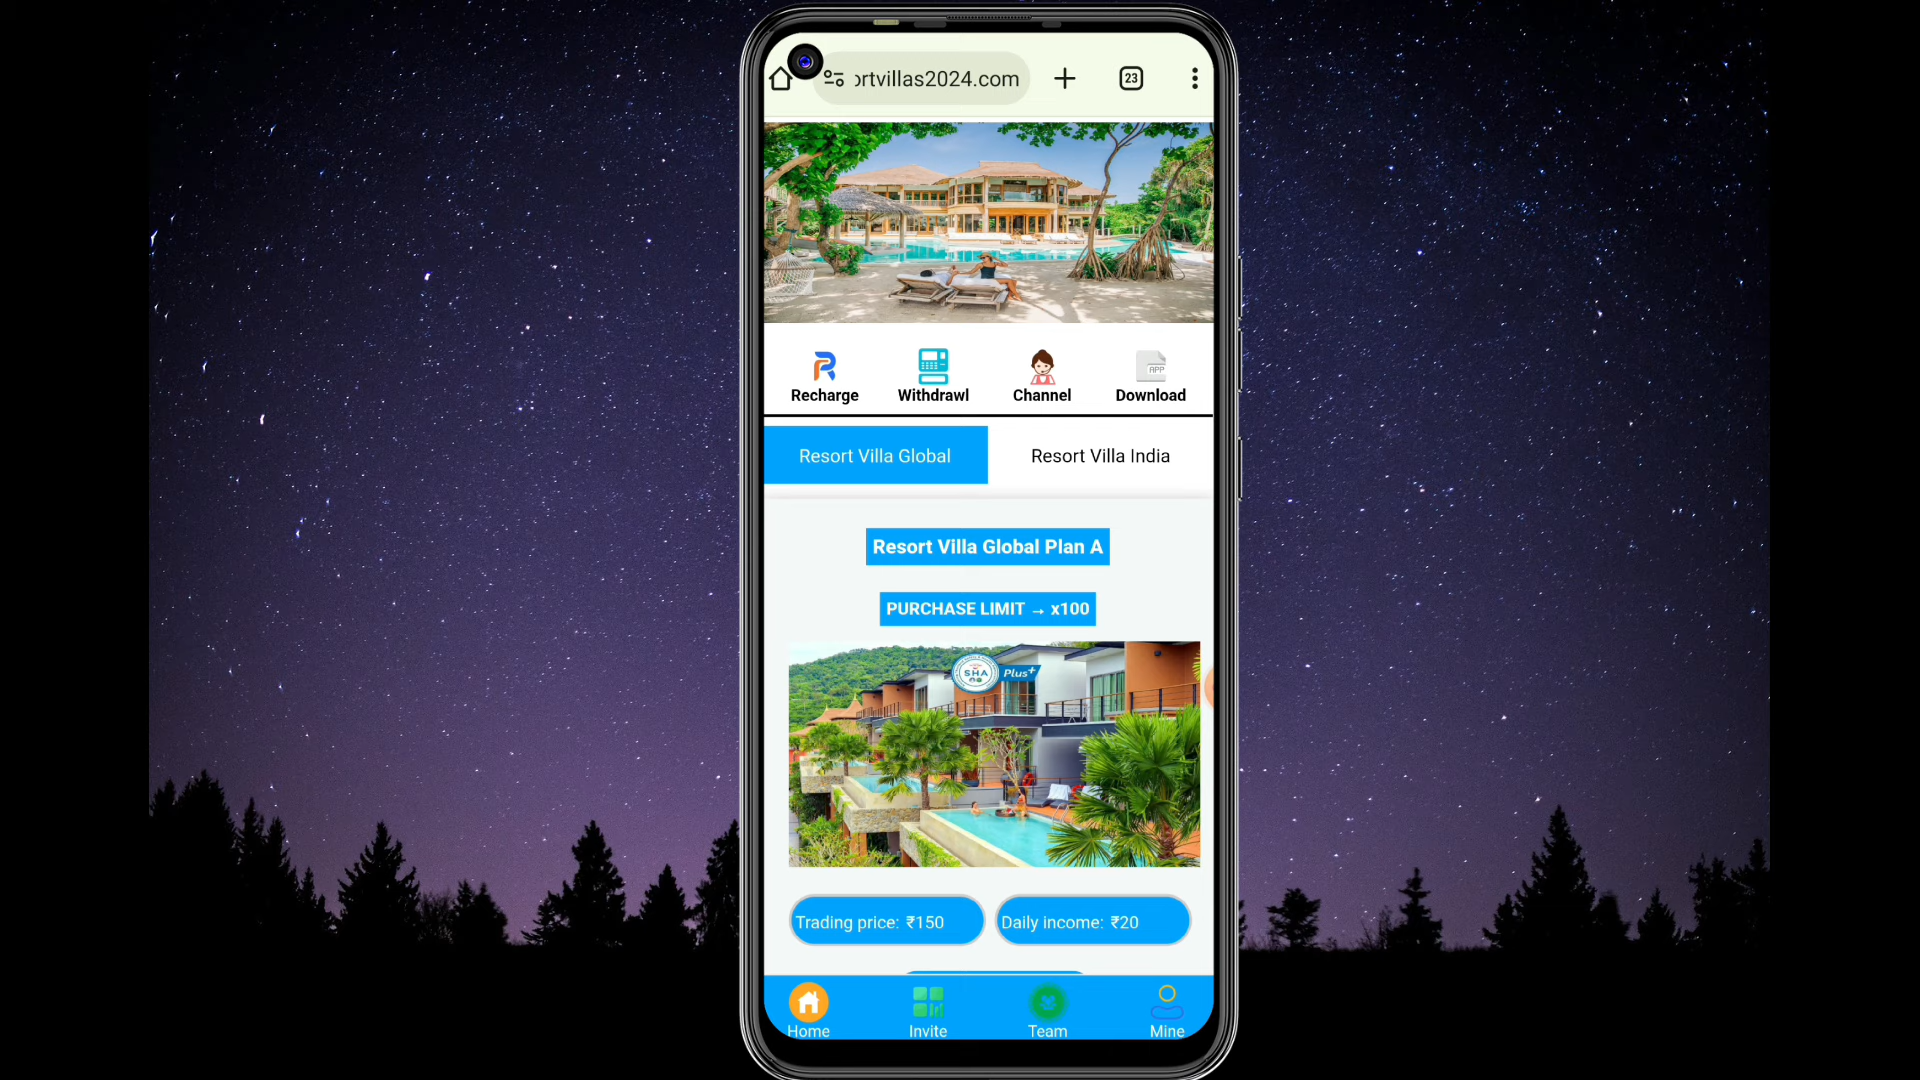 ortvillas2024.com
23
APP
Recharge
Withdrawl
Channel
Download
Resort Villa Global
Resort Villa India
Resort Villa Global Plan A
PURCHASE LIMIT → x100
SHA
Plus+
Trading price: ₹150
Daily income: ₹20
Home
Invite
Team
Mine